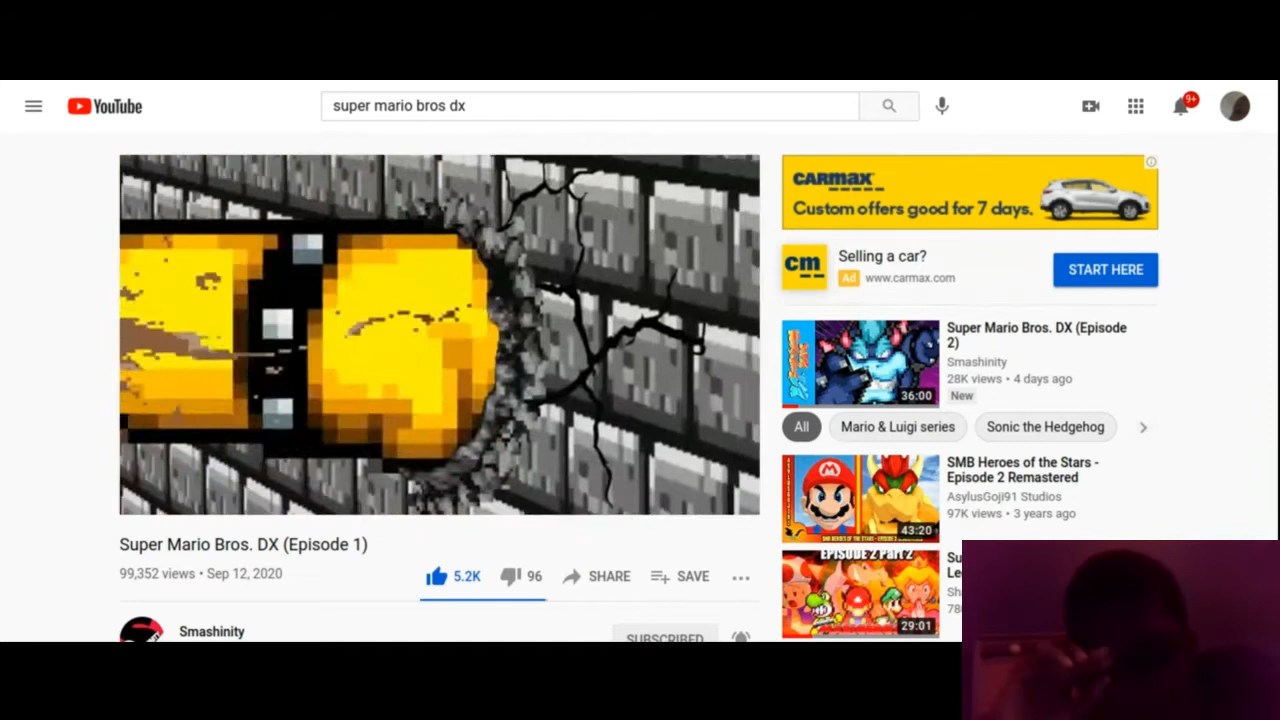 YouTube
super mario bros dx
9+
CARMAX
Custom offers good for 7 days.
cm
Selling a car?
Ad www.carmax.com
START HERE
Super Mario Bros. DX (Episode
2)
Smashinity
28K views • 4 days ago
New
36:00
All
Mario & Luigi series
Sonic the Hedgehog
SMB Heroes of the Stars -
Episode 2 Remastered
AsylusGoji91 Studios
97K views • 3 years ago
43:20
EPISODE 2 PART 2
Su
Le
Sh
78
29:01
Super Mario Bros. DX (Episode 1)
99,352 views • Sep 12, 2020
5.2K
96
SHARE
SAVE
Smashinity
SUBSCRIBED